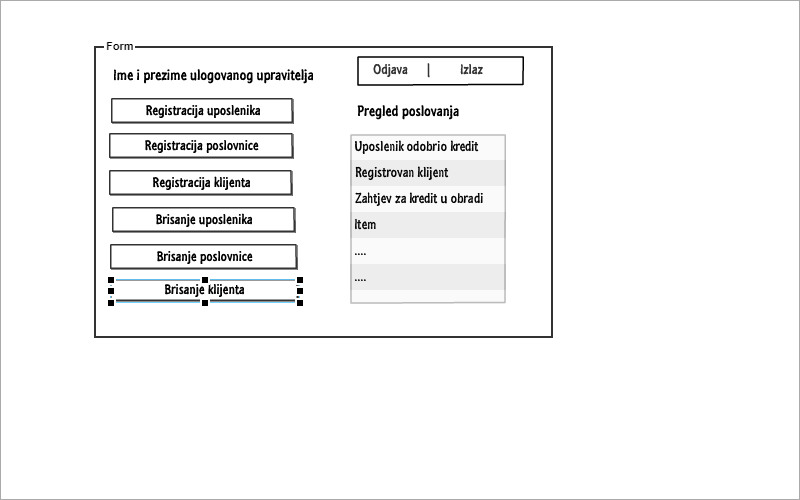 Form
Ime i prezime ulogovanog upravitelja
Odjava | Izlaz
Registracija uposlenika
Registracija poslovnice
Registracija klijenta
Brisanje uposlenika
Brisanje poslovnice
Brisanje klijenta
Pregled poslovanja
Uposlenik odobrio kredit
Registrovan klijent
Zahtjev za kredit u obradi
Item
....
....